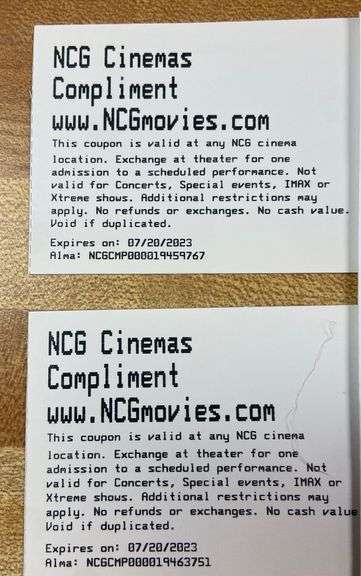 NCG Cinemas
Compliment
www.NCGmovies.com
This coupon is valid at any NCG cinema
location. Exchange at theater for one
admission to a scheduled performance. Not
valid for Concerts, Special events, IMAX or
Xtreme shows. Additional restrictions may
apply. No refunds or exchanges. No cash value.
Void if duplicated.
Expires on: 07/20/2023
Alma: NCGCMP000019459767
NCG Cinemas
Compliment
www.NCGmovies.com
This coupon is valid at any NCG cinema
location. Exchange at theater for one
admission to a scheduled performance. Not
valid for Concerts, Special events, IMAX or
Xtreme shows. Additional restrictions may
apply. No refunds or exchanges. No cash value
Void if duplicated.
Expires on: 07/20/2023
Alma: NCGCMP000019463751